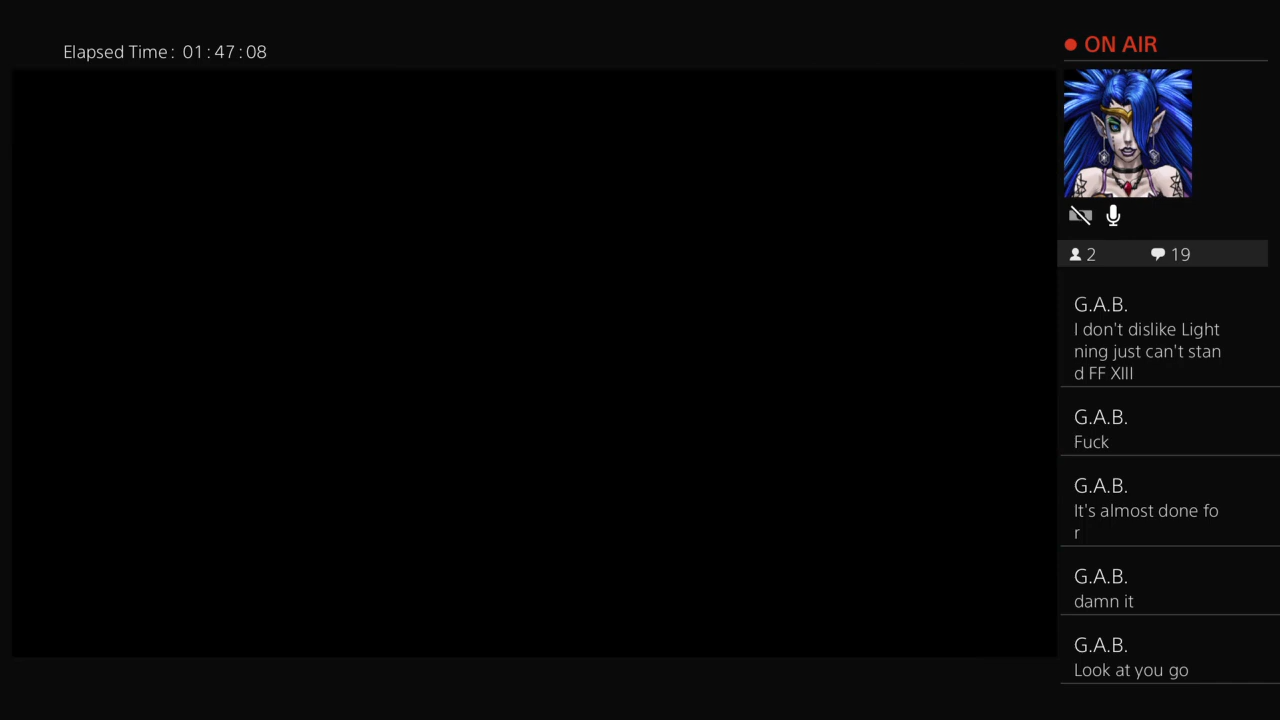 Elapsed Time: 01:47:08
ON AIR
2 19
G.A.B.
I don't dislike Light
ning just can't stan
d FF XIII
G.A.B.
Fuck
G.A.B.
It's almost done fo
r
G.A.B.
damn it
G.A.B.
Look at you go